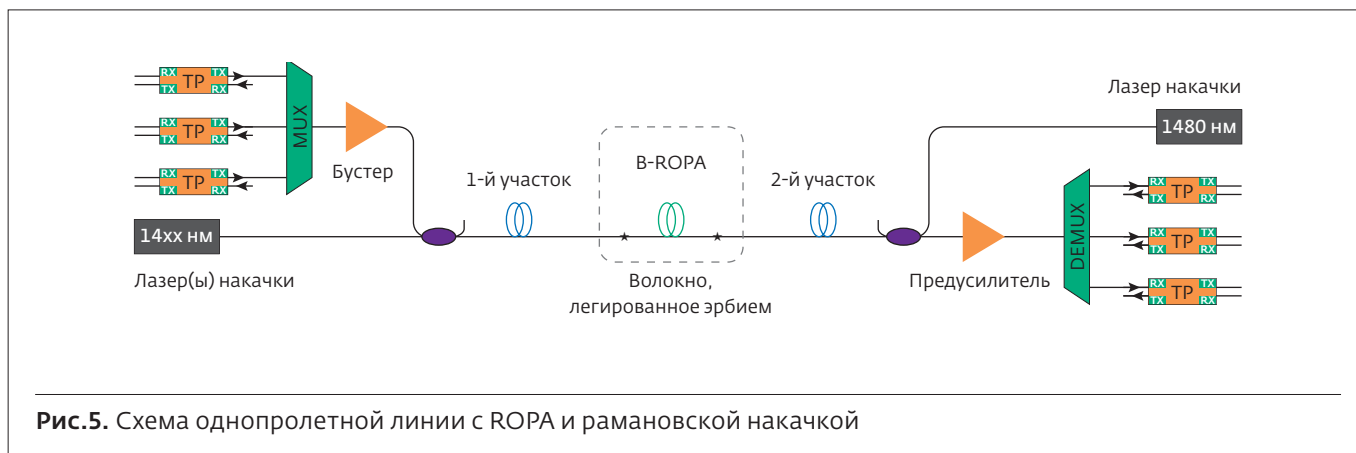 RX TP TX
TX RX
RX TP TX
TX RX
RX TP TX
TX RX
MUX
Бустер
14xx нм
Лазер(ы) накачки
1-й участок
B-ROPA
Волокно,
легированное эрбием
2-й участок
Лазер накачки
1480 нм
Предусилитель
DEMUX
RX TP TX
TX RX
RX TP TX
TX RX
RX TP TX
TX RX
Рис.5. Схема однопролетной линии с ROPA и рамановской накачкой